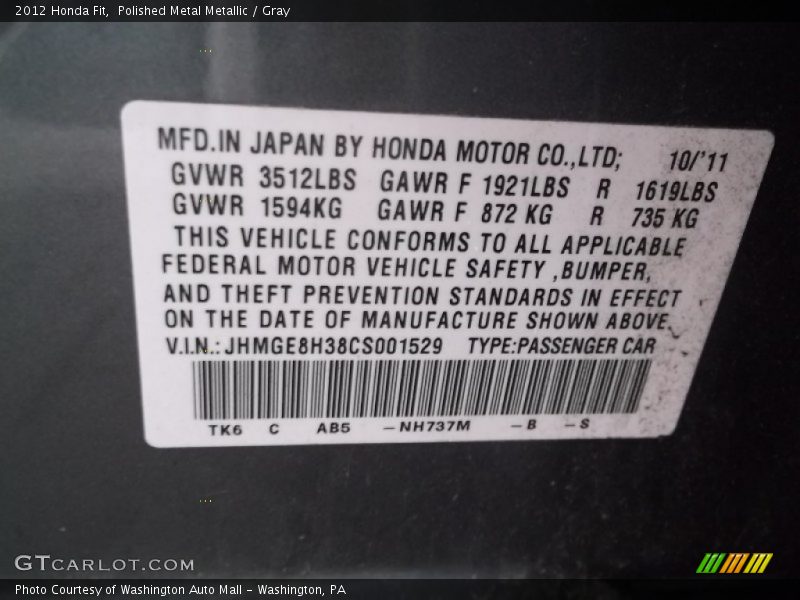 2012 Honda Fit, Polished Metal Metallic / Gray
MFD.IN JAPAN BY HONDA MOTOR CO.,LTD; 10/'11
GVWR 3512LBS GAWR F 1921LBS R 1619LBS
GVWR 1594KG GAWR F 872 KG R 735 KG
THIS VEHICLE CONFORMS TO ALL APPLICABLE
FEDERAL MOTOR VEHICLE SAFETY ,BUMPER,
AND THEFT PREVENTION STANDARDS IN EFFECT
ON THE DATE OF MANUFACTURE SHOWN ABOVE.
V.I.N.: JHMGE8H38CS001529 TYPE:PASSENGER CAR
TK6 C AB5 –NH737M –B –S
GTCARLOT.COM
Photo Courtesy of Washington Auto Mall – Washington, PA